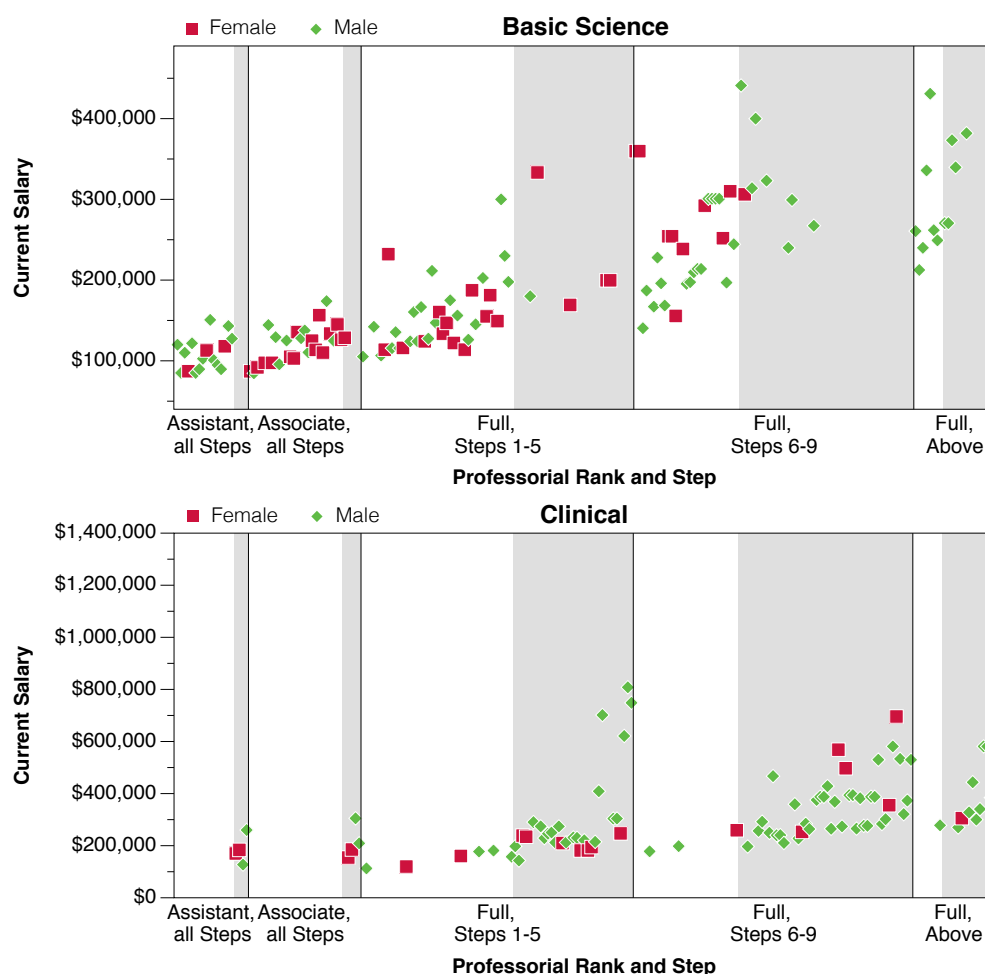 Female Male Basic Science
$400,000
$300,000
$200,000
$100,000
Current Salary
Assistant, Associate, Full, Full, Full,
all Steps all Steps Steps 1-5 Steps 6-9 Above
Professorial Rank and Step
Female Male Clinical
$1,400,000
$1,200,000
$1,000,000
$800,000
$600,000
$400,000
$200,000
$0
Current Salary
Assistant, Associate, Full, Full, Full,
all Steps all Steps Steps 1-5 Steps 6-9 Above
Professorial Rank and Step